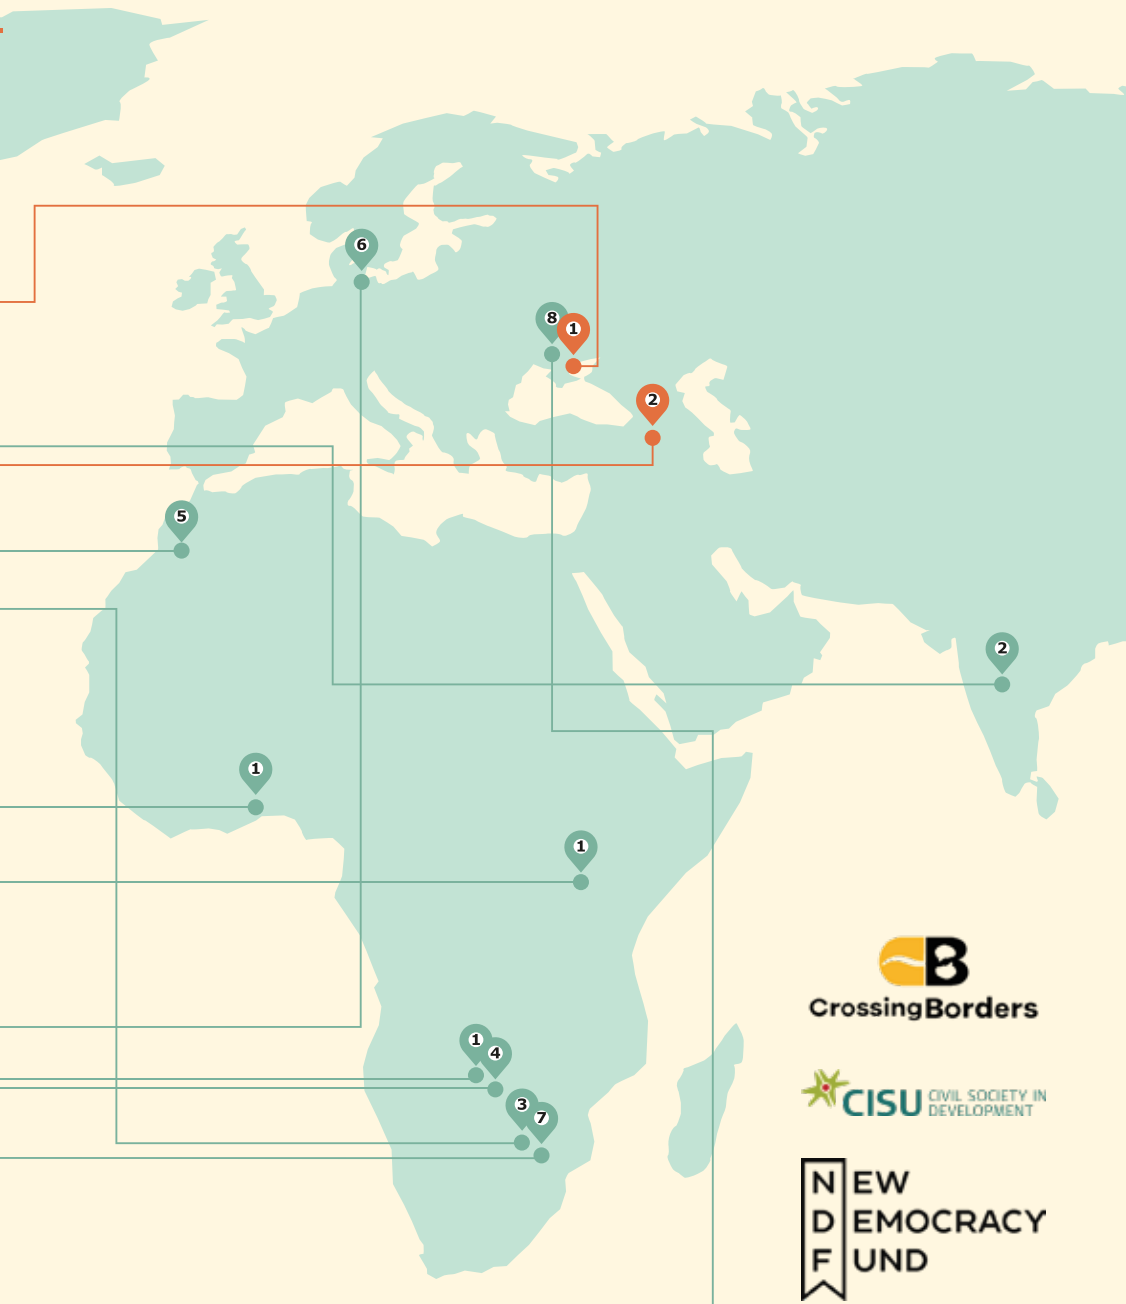 6
8
1
2
5
2
1
1
1
4
3
7
CrossingBorders
CISU CIVIL SOCIETY IN
DEVELOPMENT
NEW
DEMOCRACY
FUND